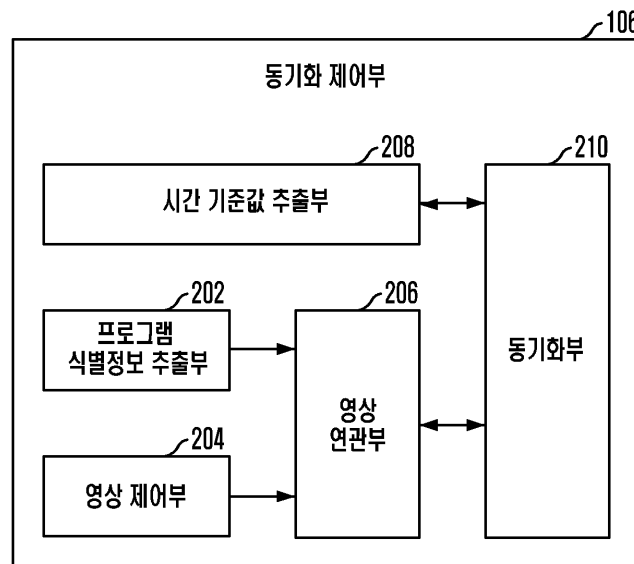 106
동기화 제어부
208
시간 기준값 추출부
210
동기화부
202
프로그램
식별정보 추출부
206
영상
연관부
204
영상 제어부